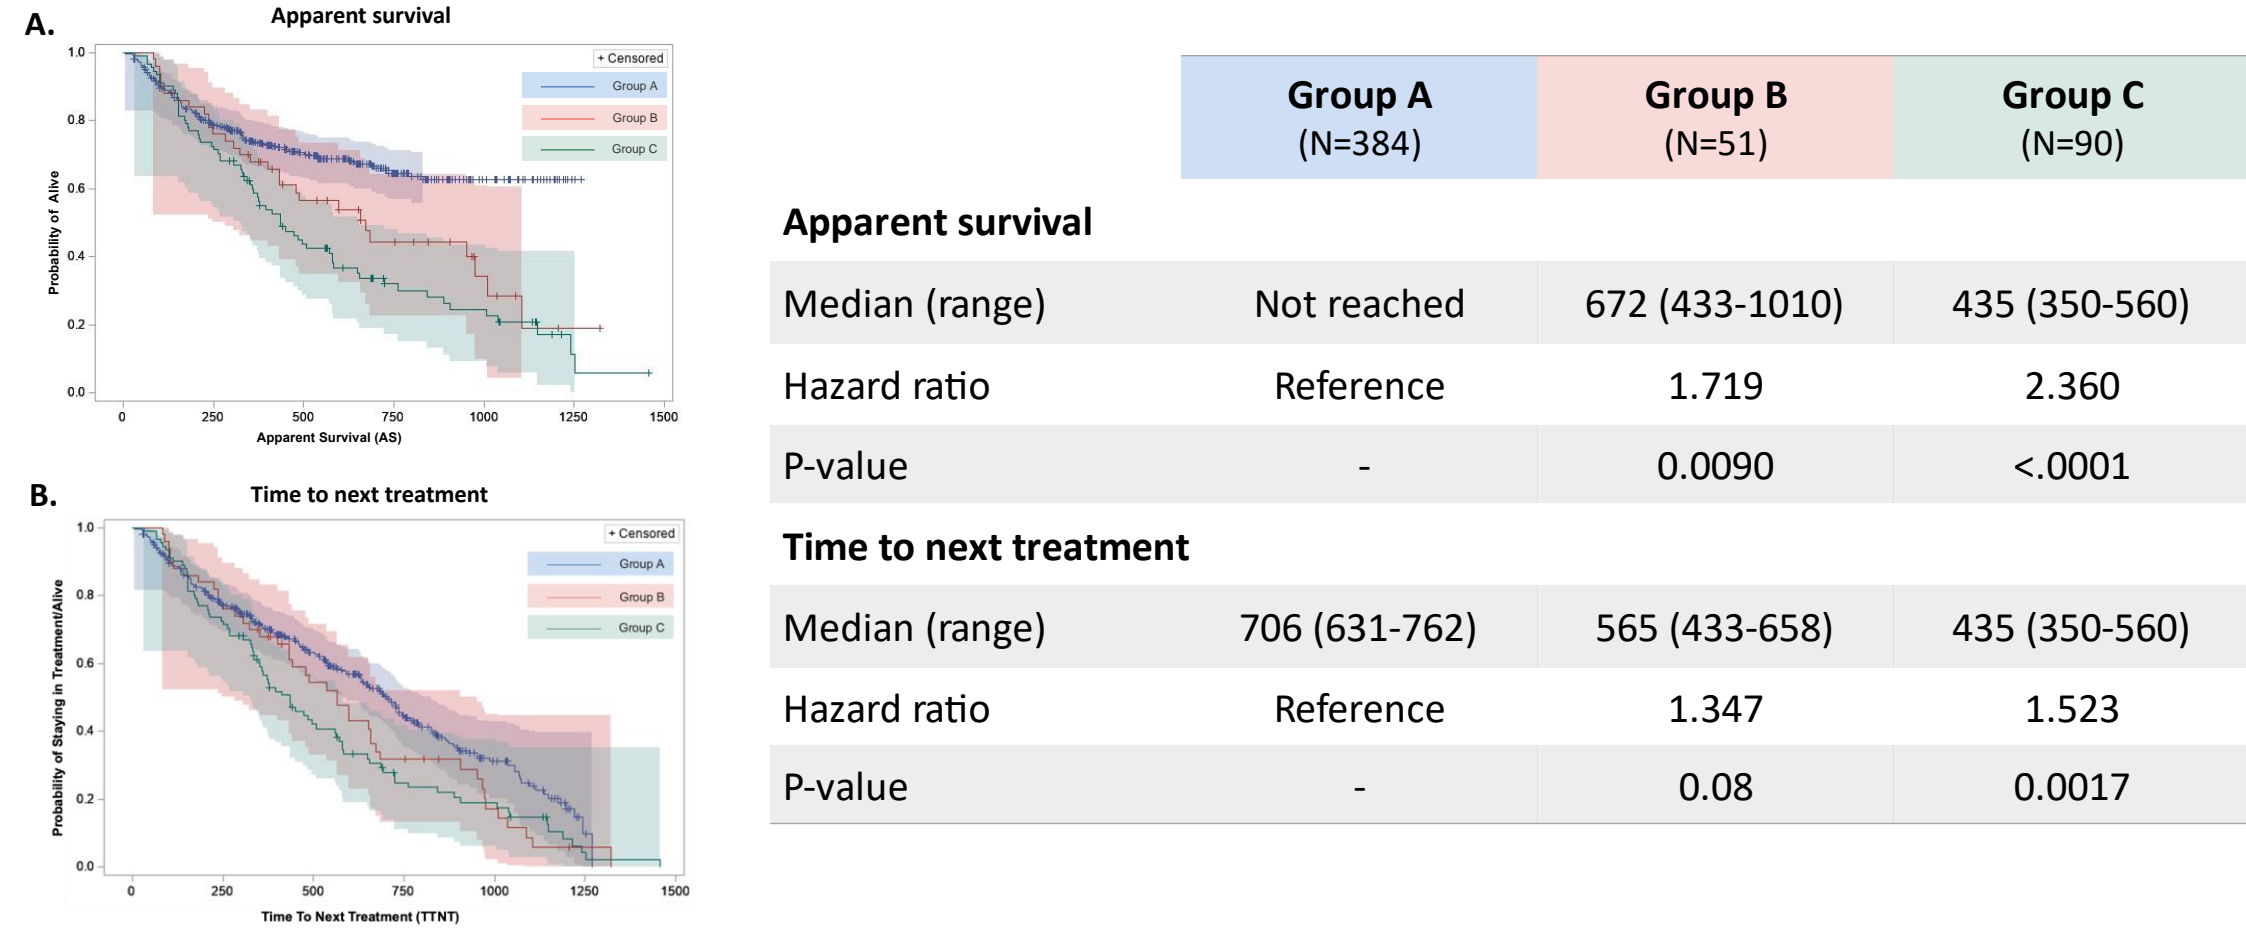 A.
Apparent survival
1.0
0.8
0.6
0.4
0.2
0.0
Probability of Alive
+ Censored
Group A
Group B
Group C
0 250 500 750 1000 1250 1500
Apparent Survival (AS)
B.
Time to next treatment
1.0
0.8
0.6
0.4
0.2
0.0
Probability of Staying in Treatment/Alive
+ Censored
Group A
Group B
Group C
0 250 500 750 1000 1250 1500
Time To Next Treatment (TTNT)
Group A Group B Group C
(N=384) (N=51) (N=90)
Apparent survival
Median (range) Not reached 672 (433-1010) 435 (350-560)
Hazard ratio Reference 1.719 2.360
P-value - 0.0090 <.0001
Time to next treatment
Median (range) 706 (631-762) 565 (433-658) 435 (350-560)
Hazard ratio Reference 1.347 1.523
P-value - 0.08 0.0017